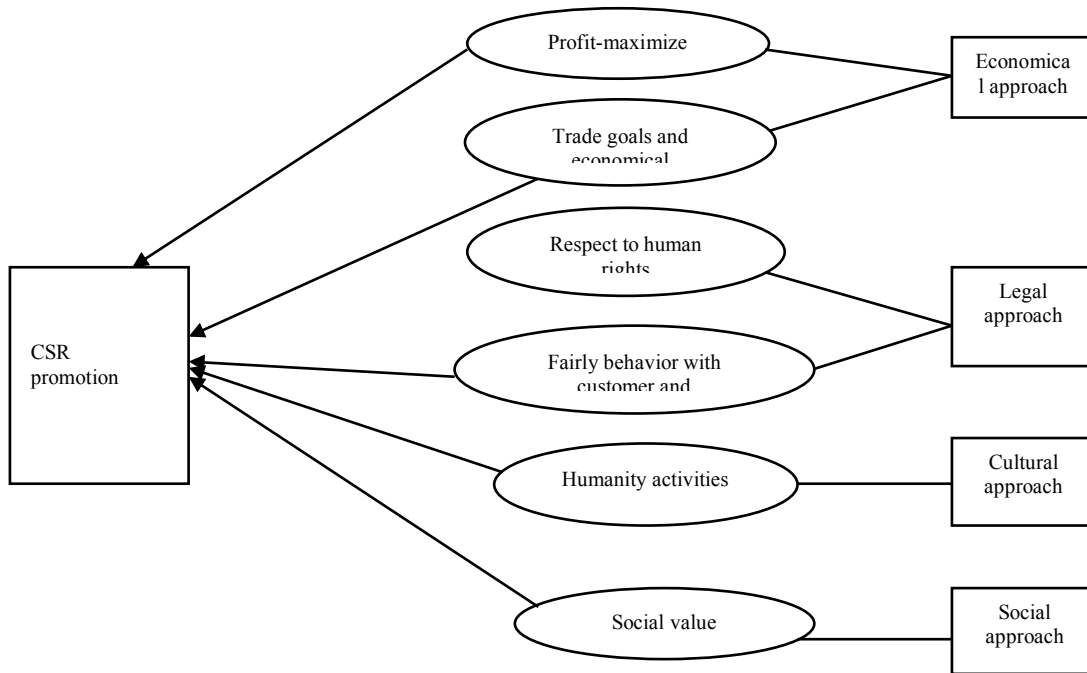 Profit-maximize
Economica
l approach
Trade goals and
economical
Respect to human
rights
Legal
approach
CSR
promotion
Fairly behavior with
customer and
Humanity activities
Cultural
approach
Social value
Social
approach